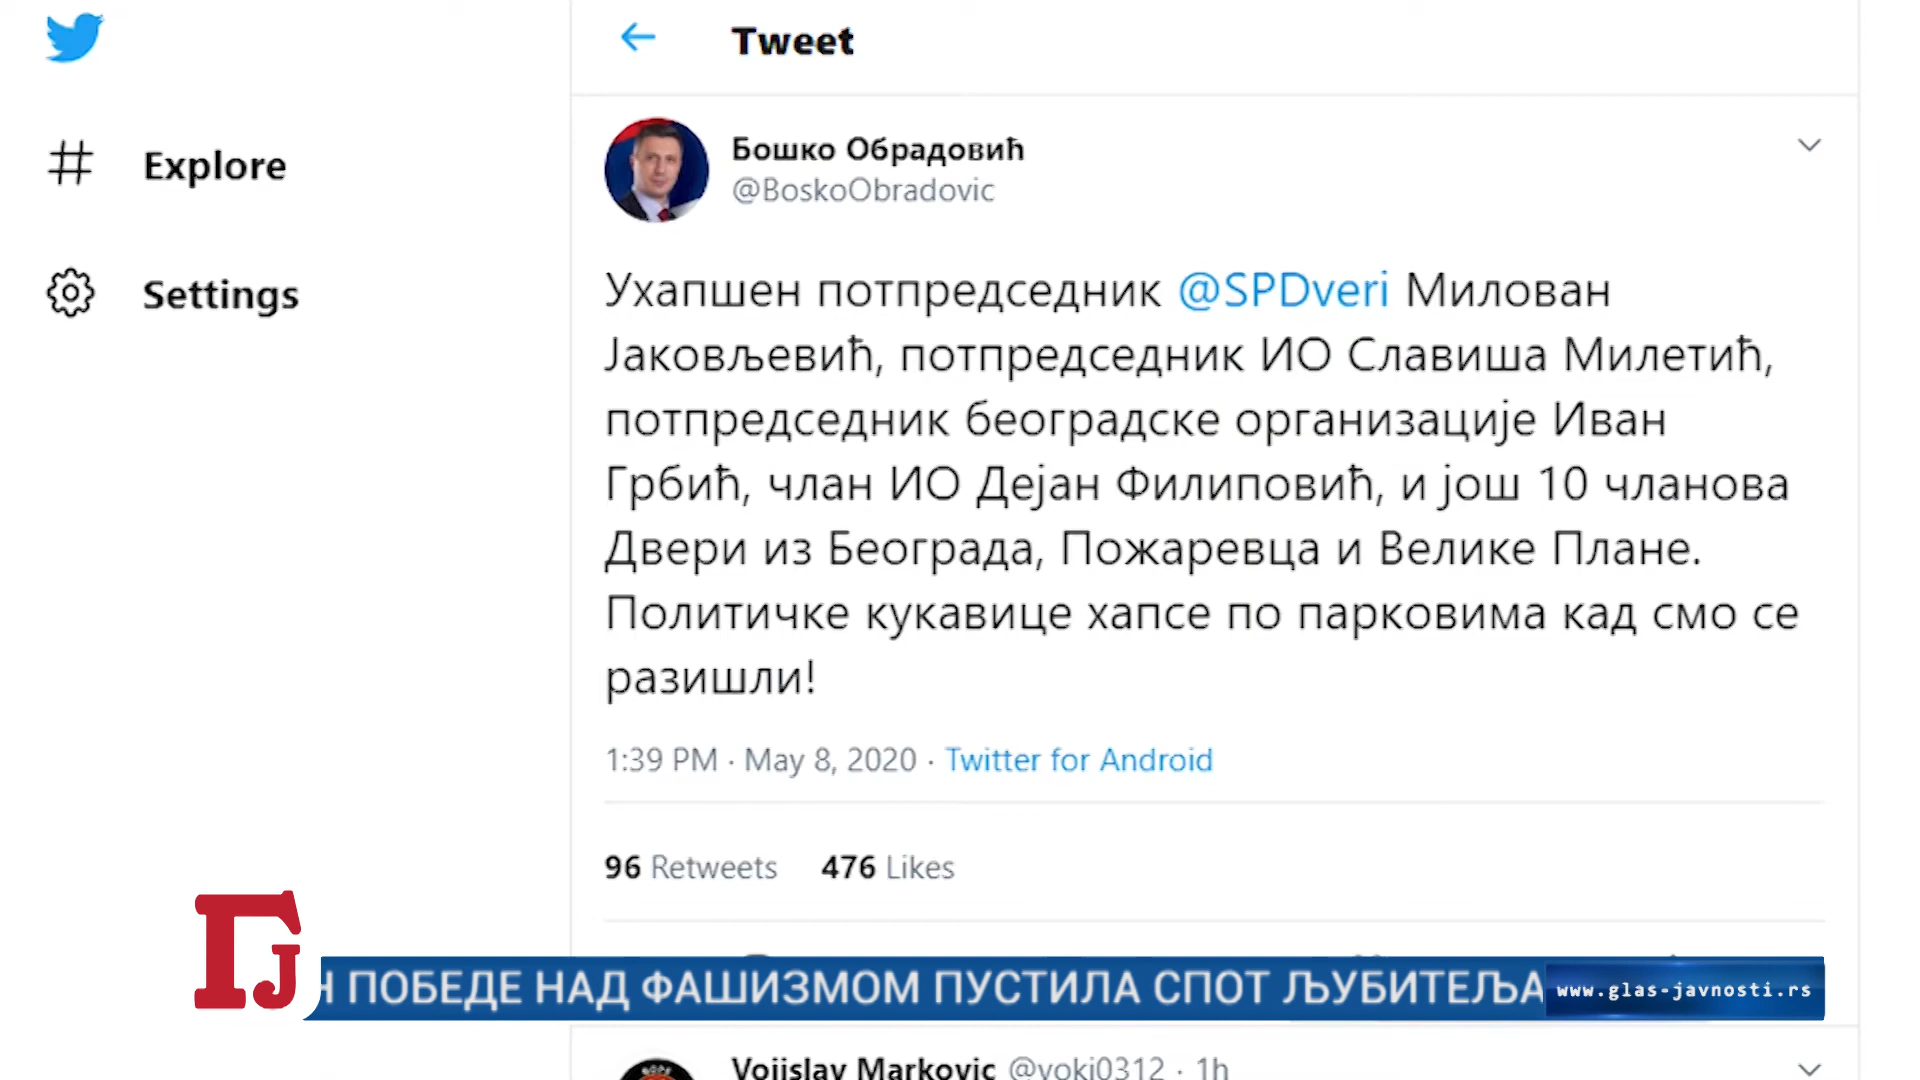 Tweet
Explore
Settings
Бошко Обрадовић
@BoskoObradovic
Ухапшен потпредседник @SPDveri Милован
Јаковљевић, потпредседник ИО Славиша Милетић,
потпредседник београдске организације Иван
Грбић, члан ИО Дејан Филиповић, и још 10 чланова
Двери из Београда, Пожаревца и Велике Плане.
Политичке кукавице хапсе по парковима кад смо се
разишли!
1:39 PM · May 8, 2020 · Twitter for Android
96 Retweets 476 Likes
ГЈ
ПОБЕДЕ НАД ФАШИЗМОМ ПУСТИЛА СПОТ ЉУБИТЕЉА
www.glas-javnosti.rs
Vojislav Markovic @voki0312 · 1h